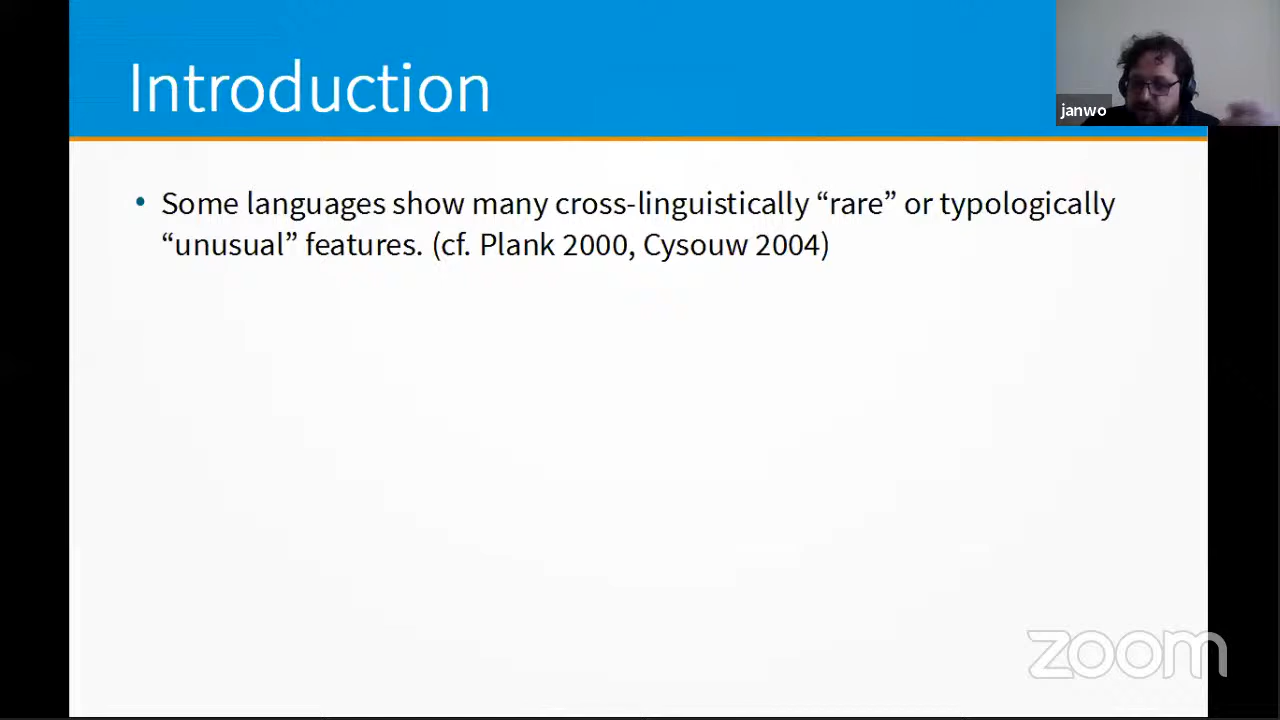 Introduction
janwo
• Some languages show many cross-linguistically “rare” or typologically
“unusual” features. (cf. Plank 2000, Cysouw 2004)
zoom